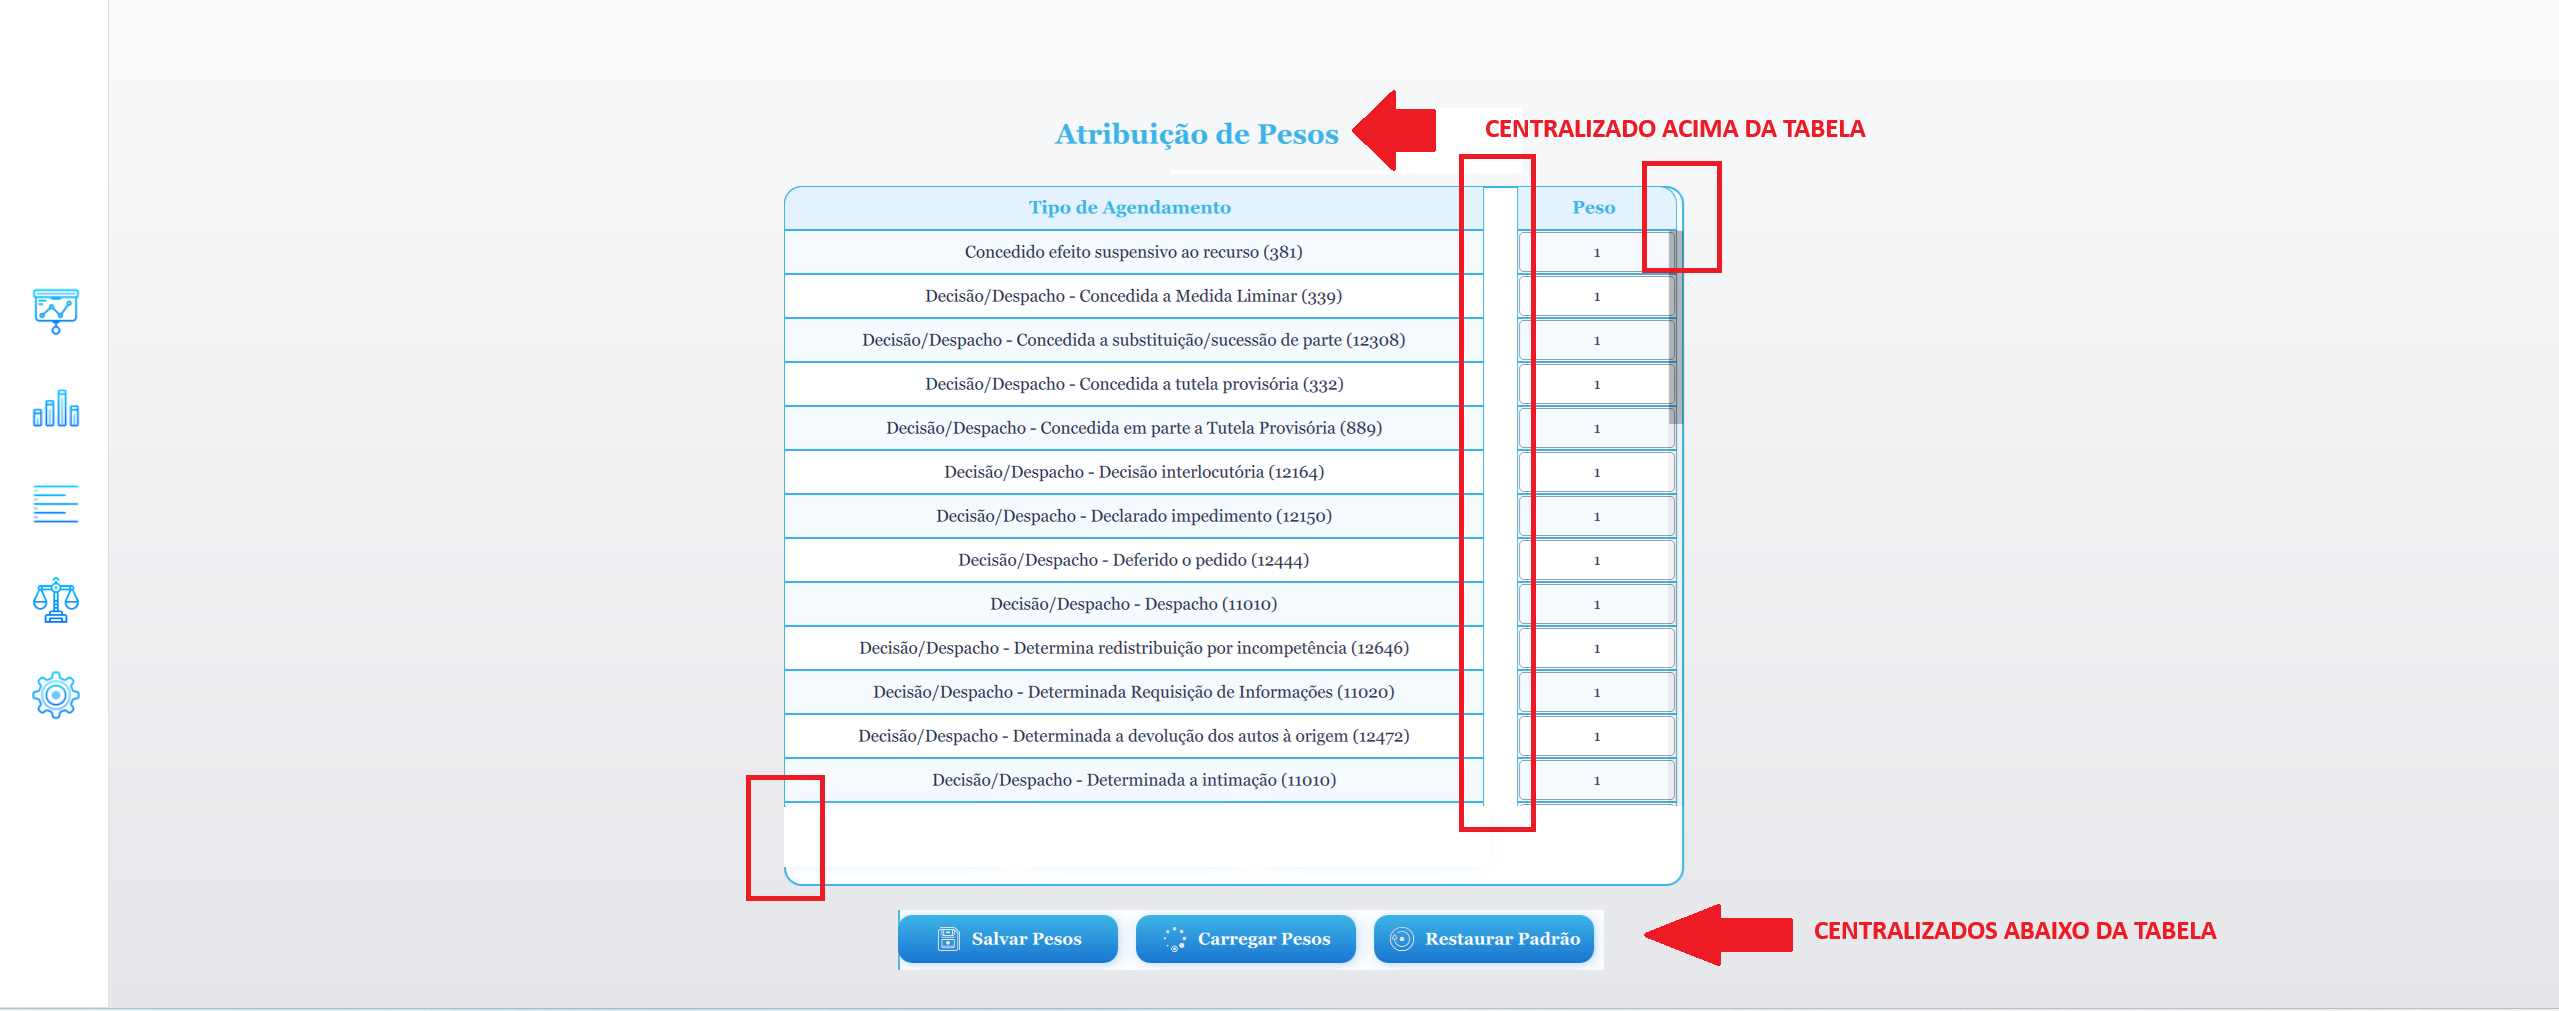 Atribuição de Pesos
CENTRALIZADO ACIMA DA TABELA
Tipo de Agendamento Peso
Concedido efeito suspensivo ao recurso (381) 1
Decisão/Despacho - Concedida a Medida Liminar (339) 1
Decisão/Despacho - Concedida a substituição/sucessão de parte (12308) 1
Decisão/Despacho - Concedida a tutela provisória (332) 1
Decisão/Despacho - Concedida em parte a Tutela Provisória (889) 1
Decisão/Despacho - Decisão interlocutória (12164) 1
Decisão/Despacho - Declarado impedimento (12150) 1
Decisão/Despacho - Deferido o pedido (12444) 1
Decisão/Despacho - Despacho (11010) 1
Decisão/Despacho - Determina redistribuição por incompetência (12646) 1
Decisão/Despacho - Determinada Requisição de Informações (11020) 1
Decisão/Despacho - Determinada a devolução dos autos à origem (12472) 1
Decisão/Despacho - Determinada a intimação (11010) 1
Salvar Pesos Carregar Pesos Restaurar Padrão
CENTRALIZADOS ABAIXO DA TABELA